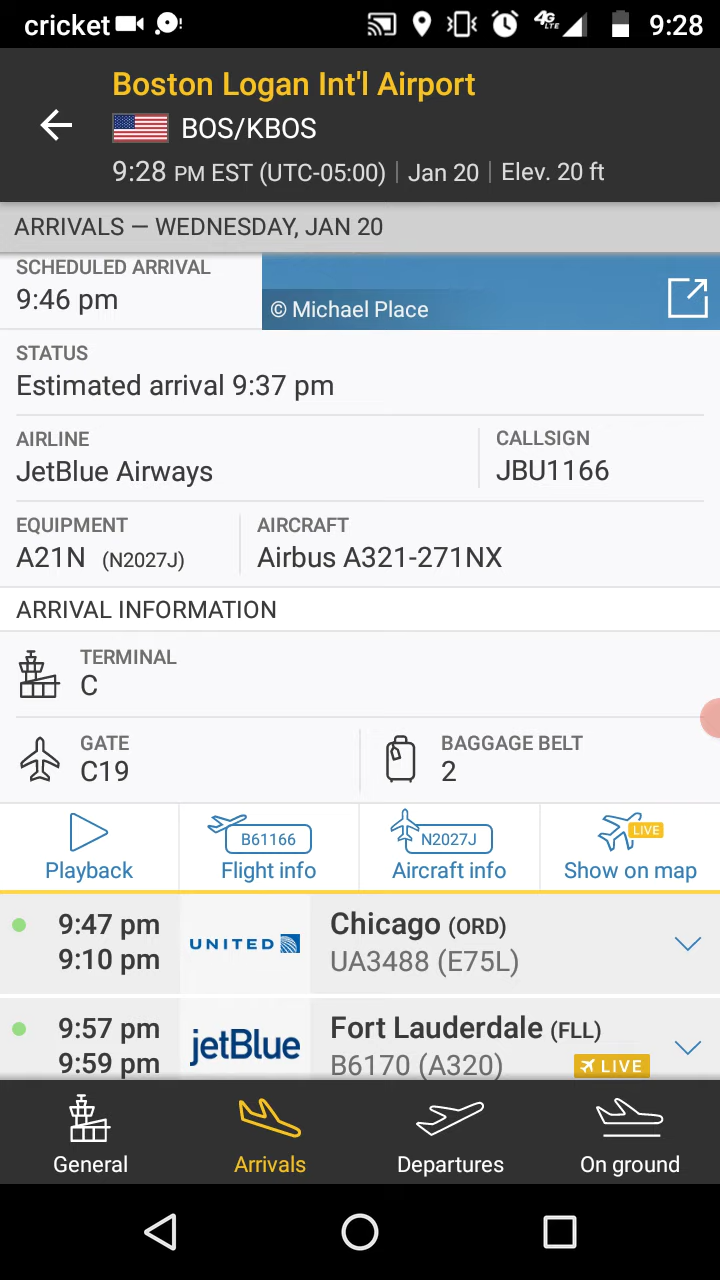 cricket
4G LTE
9:28
Boston Logan Int'l Airport
BOS/KBOS
9:28 PM EST (UTC-05:00) | Jan 20 | Elev. 20 ft
ARRIVALS — WEDNESDAY, JAN 20
SCHEDULED ARRIVAL
9:46 pm
© Michael Place
STATUS
Estimated arrival 9:37 pm
AIRLINE
JetBlue Airways
CALLSIGN
JBU1166
EQUIPMENT
A21N (N2027J)
AIRCRAFT
Airbus A321-271NX
ARRIVAL INFORMATION
TERMINAL
C
GATE
C19
BAGGAGE BELT
2
Playback
B61166
Flight info
N2027J
Aircraft info
LIVE
Show on map
9:47 pm
9:10 pm
UNITED
Chicago (ORD)
UA3488 (E75L)
9:57 pm
9:59 pm
jetBlue
Fort Lauderdale (FLL)
B6170 (A320)
LIVE
General
Arrivals
Departures
On ground